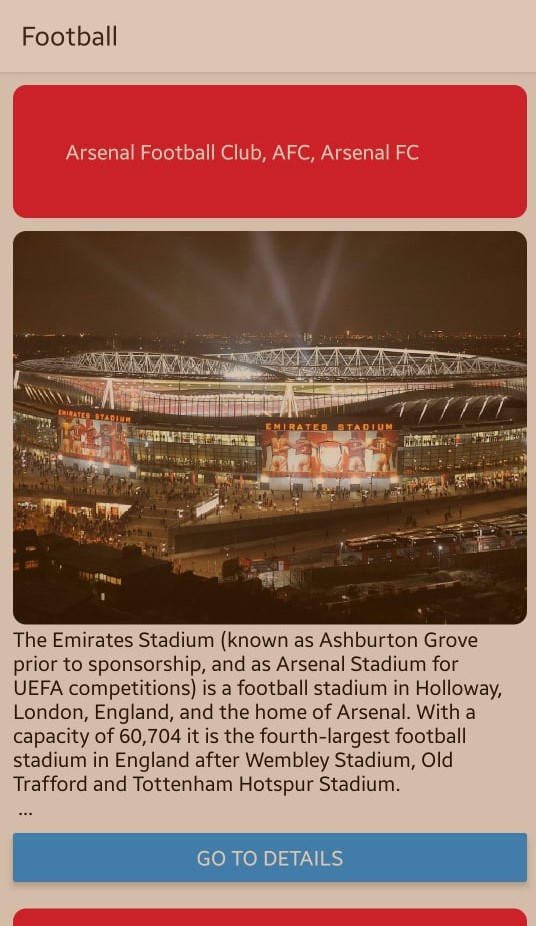 Football
Arsenal Football Club, AFC, Arsenal FC
EMIRATES STADIUM
EMIRATES STADIUM
The Emirates Stadium (known as Ashburton Grove
prior to sponsorship, and as Arsenal Stadium for
UEFA competitions) is a football stadium in Holloway,
London, England, and the home of Arsenal. With a
capacity of 60,704 it is the fourth-largest football
stadium in England after Wembley Stadium, Old
Trafford and Tottenham Hotspur Stadium.
...
GO TO DETAILS